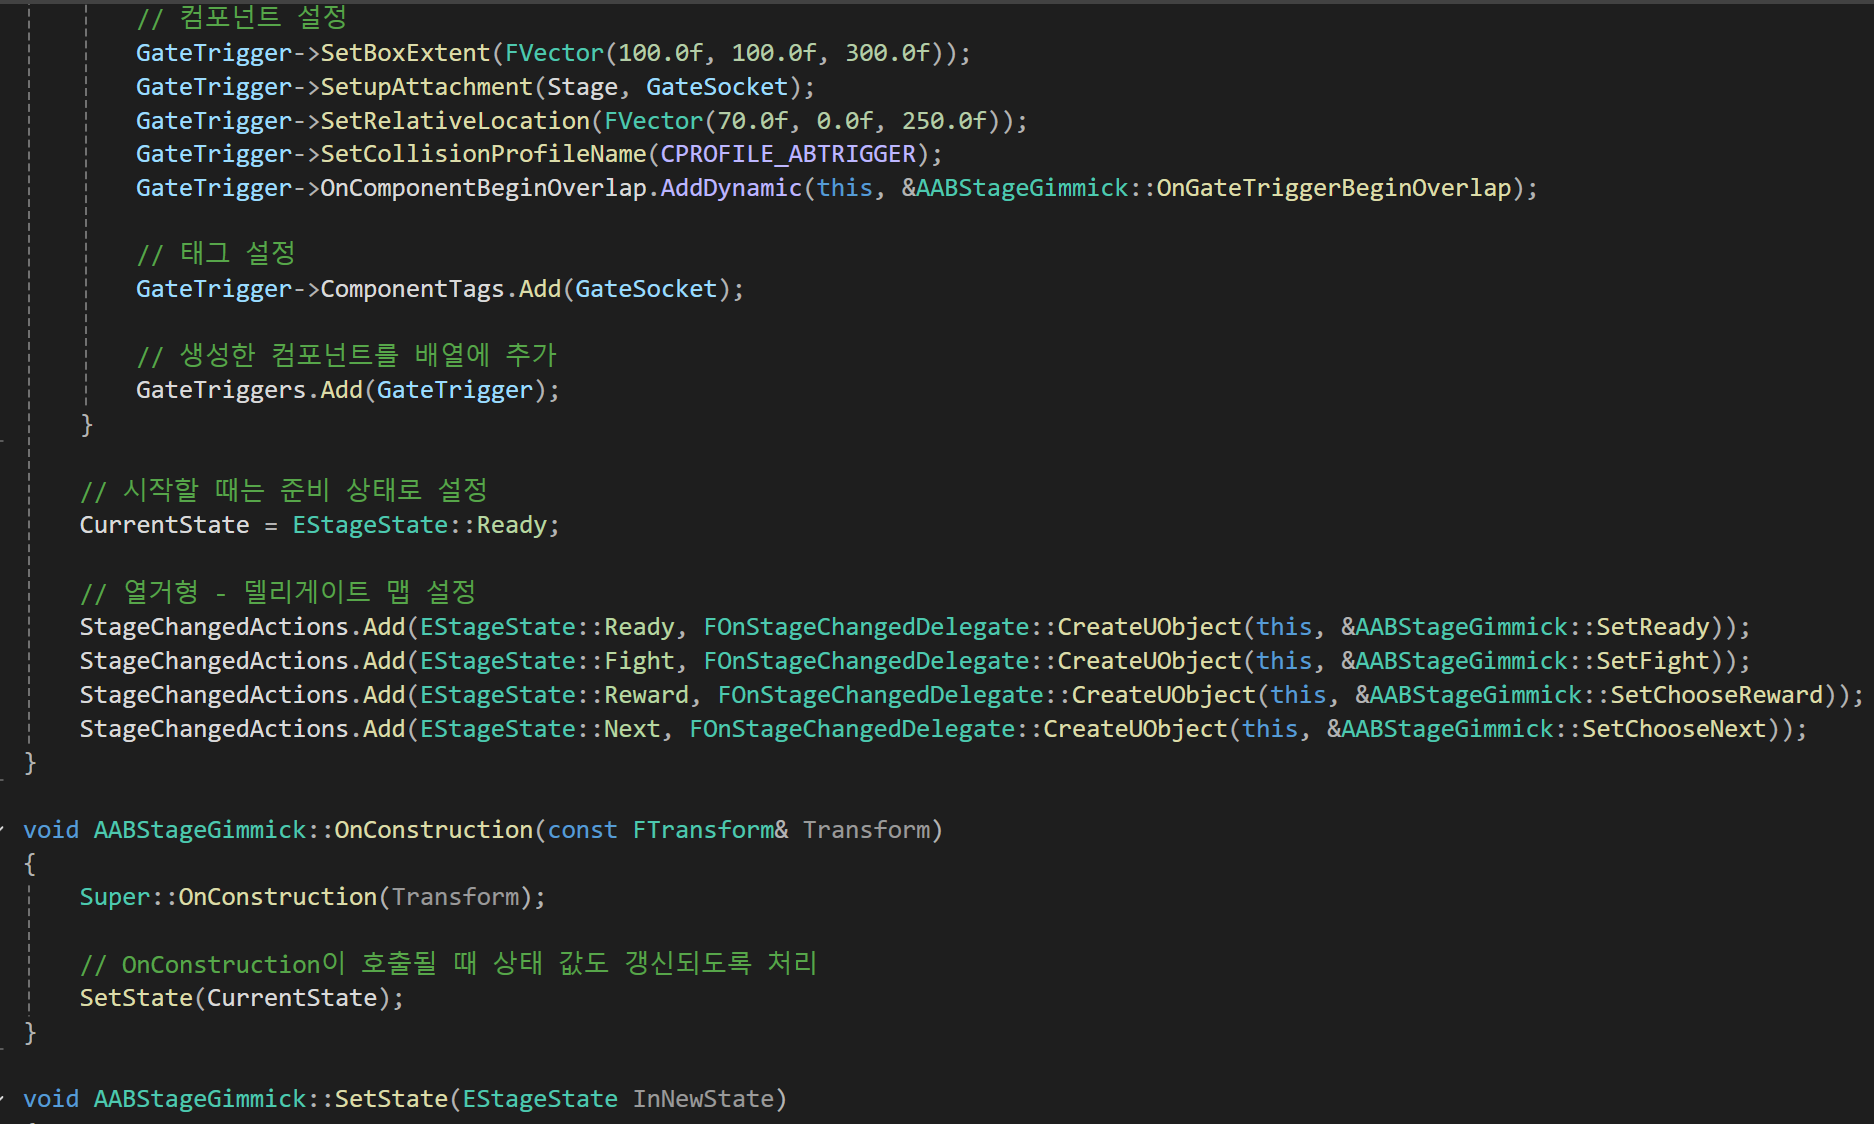 // 컴포넌트 설정
GateTrigger->SetBoxExtent(FVector(100.0f, 100.0f, 300.0f));
GateTrigger->SetupAttachment(Stage, GateSocket);
GateTrigger->SetRelativeLocation(FVector(70.0f, 0.0f, 250.0f));
GateTrigger->SetCollisionProfileName(CPROFILE_ABTRIGGER);
GateTrigger->OnComponentBeginOverlap.AddDynamic(this, &AABStageGimmick::OnGateTriggerBeginOverlap);
// 태그 설정
GateTrigger->ComponentTags.Add(GateSocket);
// 생성한 컴포넌트를 배열에 추가
GateTriggers.Add(GateTrigger);
}
// 시작할 때는 준비 상태로 설정
CurrentState = EStageState::Ready;
// 열거형 - 델리게이트 맵 설정
StageChangedActions.Add(EStageState::Ready, FOnStageChangedDelegate::CreateUObject(this, &AABStageGimmick::SetReady));
StageChangedActions.Add(EStageState::Fight, FOnStageChangedDelegate::CreateUObject(this, &AABStageGimmick::SetFight));
StageChangedActions.Add(EStageState::Reward, FOnStageChangedDelegate::CreateUObject(this, &AABStageGimmick::SetChooseReward));
StageChangedActions.Add(EStageState::Next, FOnStageChangedDelegate::CreateUObject(this, &AABStageGimmick::SetChooseNext));
}
void AABStageGimmick::OnConstruction(const FTransform& Transform)
{
Super::OnConstruction(Transform);
// OnConstruction이 호출될 때 상태 값도 갱신되도록 처리
SetState(CurrentState);
}
void AABStageGimmick::SetState(EStageState InNewState)